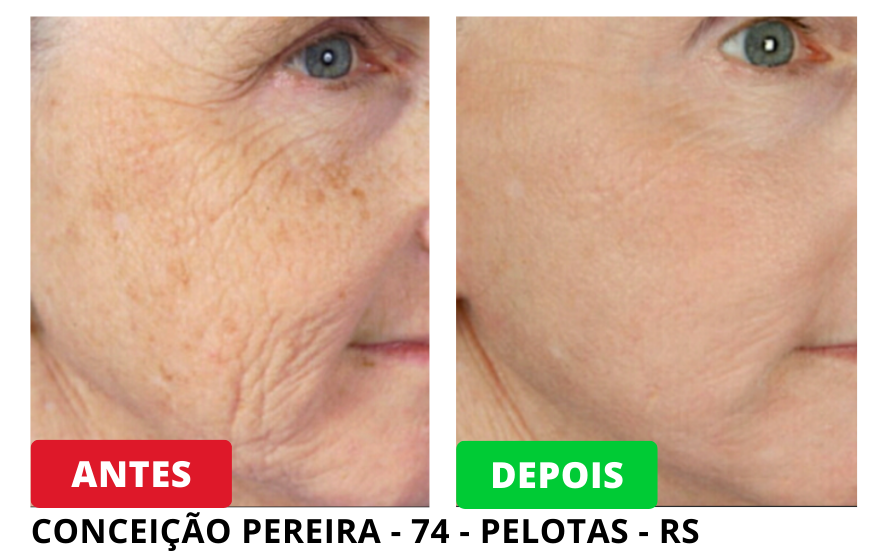 ANTES
DEPOIS
CONCEIÇÃO PEREIRA - 74 - PELOTAS - RS